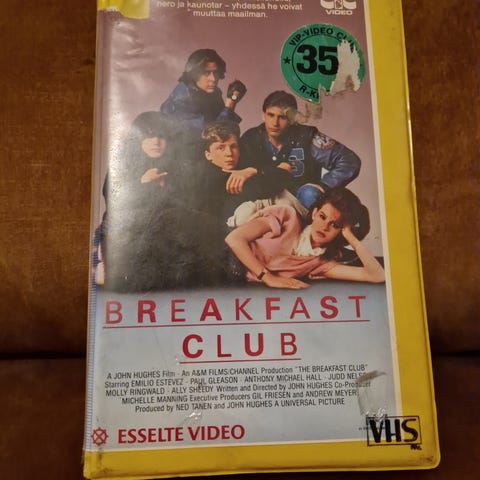 nero ja kaunotar – yhdessä he voivat
muuttaa maailman.
VIDEO
VIP-VIDEO
35
BREAKFAST
CLUB
A JOHN HUGHES Film · An A&M FILMS/CHANNEL Production "THE BREAKFAST CLUB"
Starring EMILIO ESTEVEZ · PAUL GLEASON · ANTHONY MICHAEL HALL · JUDD NELSON
MOLLY RINGWALD · ALLY SHEEDY Written and Directed by JOHN HUGHES Co-Producer
MICHELLE MANNING Executive Producers GIL FRIESEN and ANDREW MEYER
Produced by NED TANEN and JOHN HUGHES A UNIVERSAL PICTURE
ESSELTE VIDEO
VHS